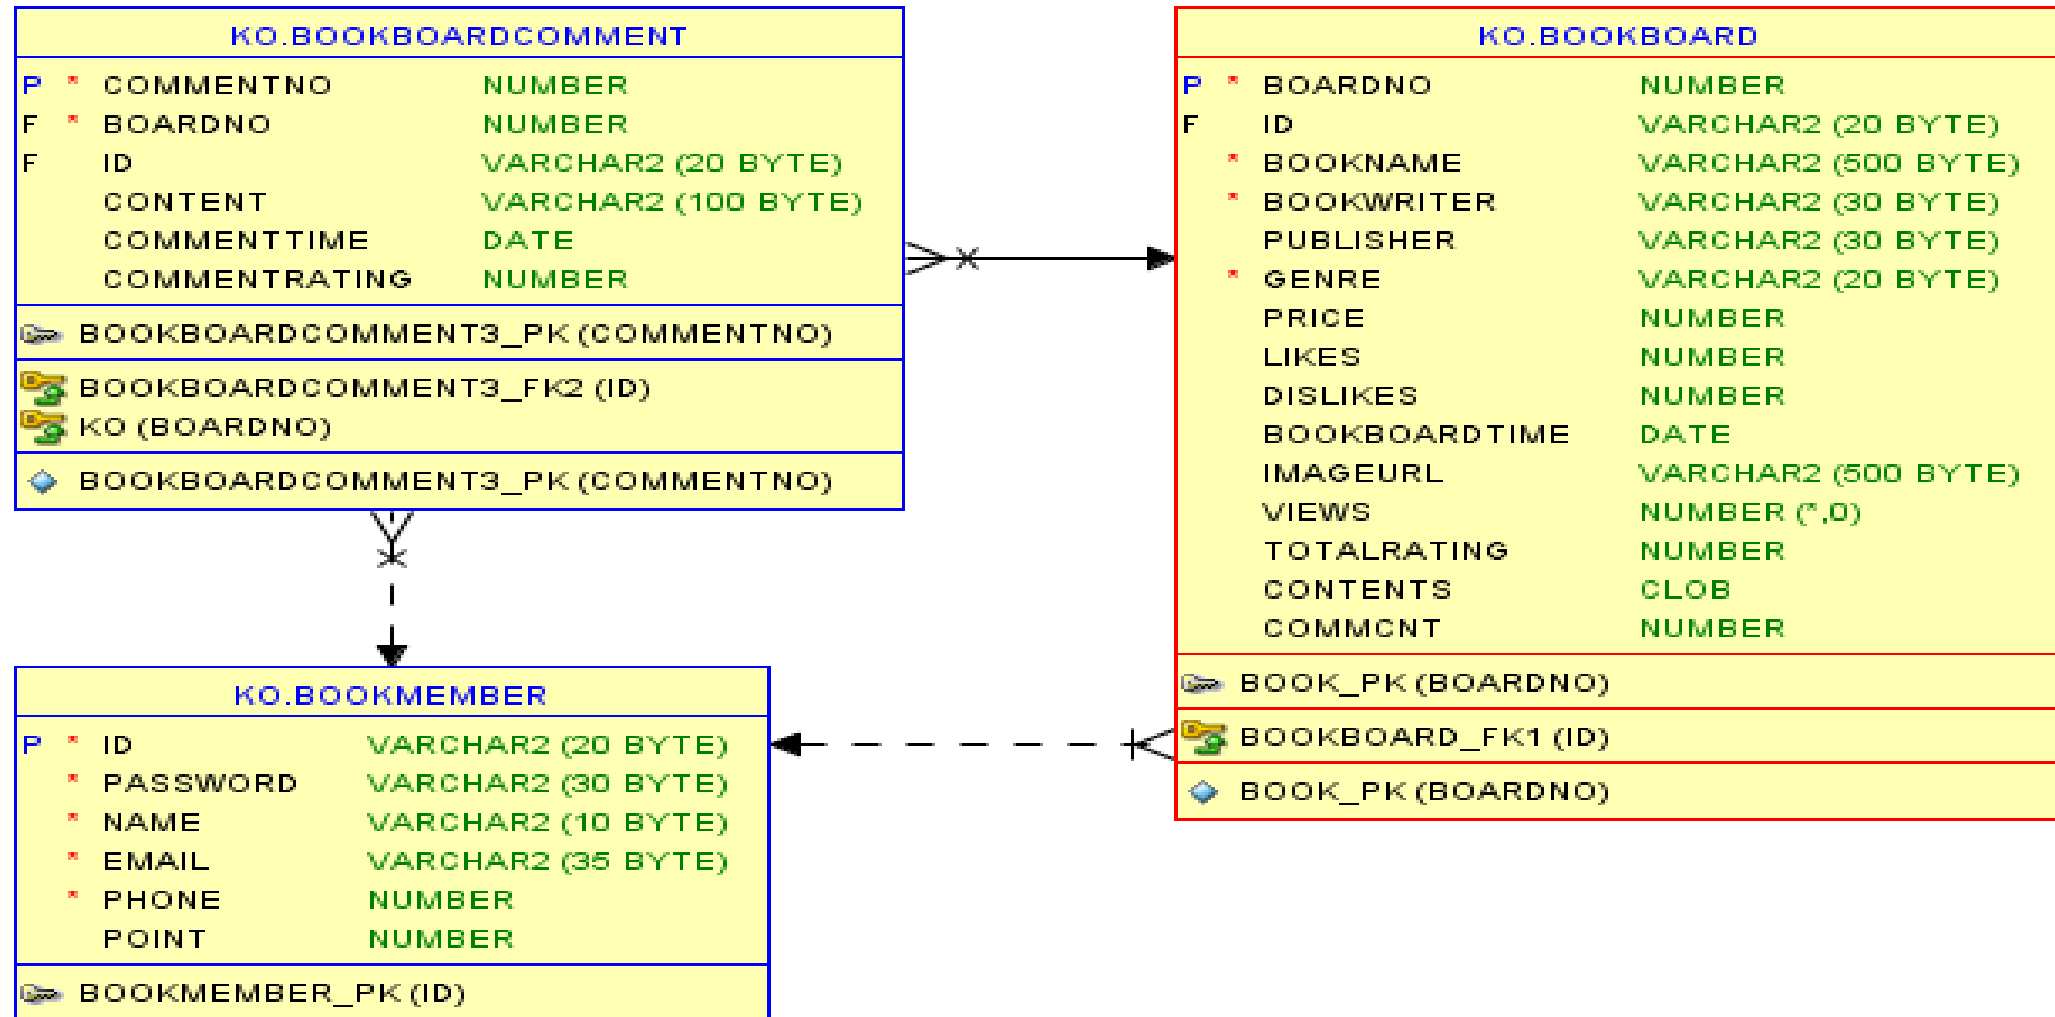 KO.BOOKBOARDCOMMENT
P * COMMENTNO NUMBER
F * BOARDNO NUMBER
F ID VARCHAR2 (20 BYTE)
CONTENT VARCHAR2 (100 BYTE)
COMMENTTIME DATE
COMMENTRATING NUMBER
BOOKBOARDCOMMENT3_PK (COMMENTNO)
BOOKBOARDCOMMENT3_FK2 (ID)
KO (BOARDNO)
BOOKBOARDCOMMENT3_PK (COMMENTNO)
KO.BOOKBOARD
P * BOARDNO NUMBER
F ID VARCHAR2 (20 BYTE)
* BOOKNAME VARCHAR2 (500 BYTE)
* BOOKWRITER VARCHAR2 (30 BYTE)
PUBLISHER VARCHAR2 (30 BYTE)
* GENRE VARCHAR2 (20 BYTE)
PRICE NUMBER
LIKES NUMBER
DISLIKES NUMBER
BOOKBOARDTIME DATE
IMAGEURL VARCHAR2 (500 BYTE)
VIEWS NUMBER (*,0)
TOTALRATING NUMBER
CONTENTS CLOB
COMMCNT NUMBER
BOOK_PK (BOARDNO)
BOOKBOARD_FK1 (ID)
BOOK_PK (BOARDNO)
KO.BOOKMEMBER
P * ID VARCHAR2 (20 BYTE)
* PASSWORD VARCHAR2 (30 BYTE)
* NAME VARCHAR2 (10 BYTE)
* EMAIL VARCHAR2 (35 BYTE)
* PHONE NUMBER
POINT NUMBER
BOOKMEMBER_PK (ID)